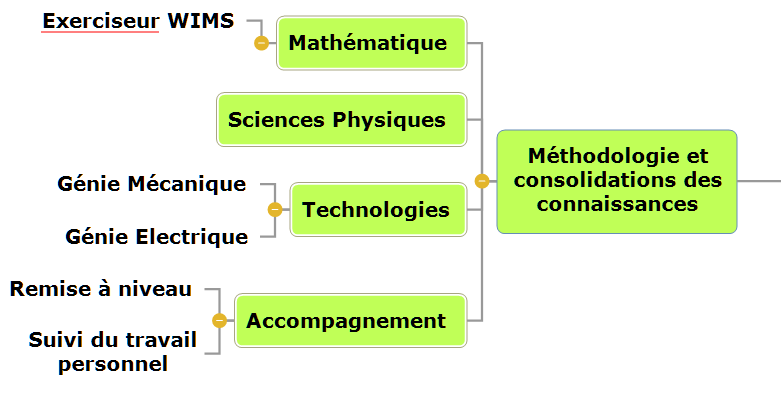 Exerciseur WIMS
Mathématique
Sciences Physiques
Méthodologie et
consolidations des
connaissances
Génie Mécanique
Technologies
Génie Electrique
Remise à niveau
Accompagnement
Suivi du travail
personnel